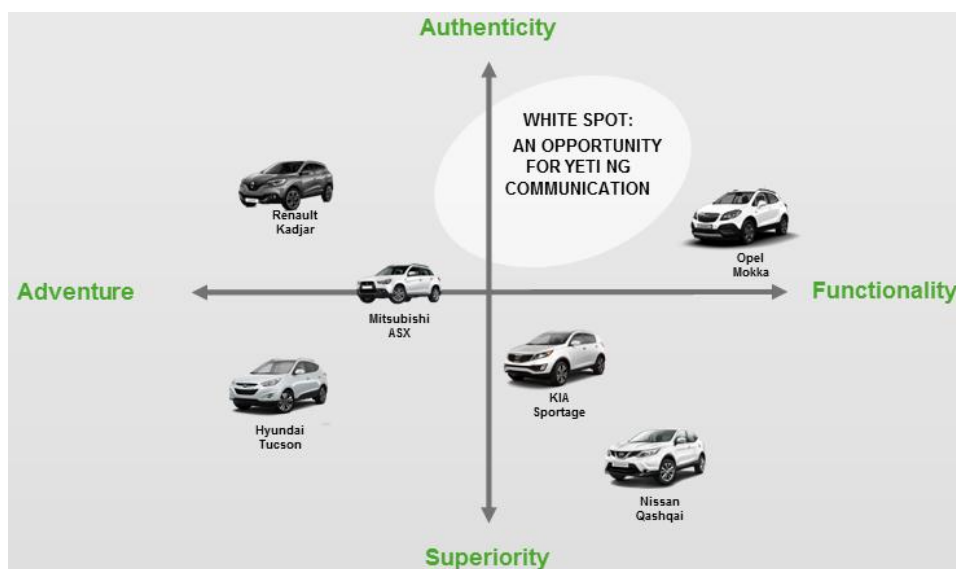 Authenticity
WHITE SPOT:
AN OPPORTUNITY
FOR YETI NG
COMMUNICATION
Renault
Kadjar
Opel
Mokka
Adventure
Functionality
Mitsubishi
ASX
KIA
Sportage
Hyundai
Tucson
Nissan
Qashqai
Superiority